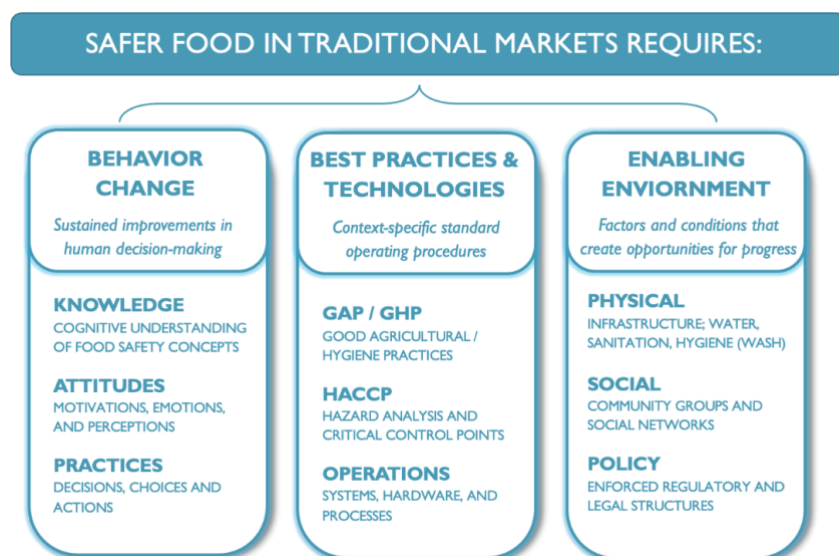 SAFER FOOD IN TRADITIONAL MARKETS REQUIRES:
BEHAVIOR
CHANGE
Sustained improvements in
human decision-making
KNOWLEDGE
COGNITIVE UNDERSTANDING
OF FOOD SAFETY CONCEPTS
ATTITUDES
MOTIVATIONS, EMOTIONS,
AND PERCEPTIONS
PRACTICES
DECISIONS, CHOICES AND
ACTIONS
BEST PRACTICES &
TECHNOLOGIES
Context-specific standard
operating procedures
GAP / GHP
GOOD AGRICULTURAL /
HYGIENE PRACTICES
HACCP
HAZARD ANALYSIS AND
CRITICAL CONTROL POINTS
OPERATIONS
SYSTEMS, HARDWARE, AND
PROCESSES
ENABLING
ENVIORNMENT
Factors and conditions that
create opportunities for progress
PHYSICAL
INFRASTRUCTURE; WATER,
SANITATION, HYGIENE (WASH)
SOCIAL
COMMUNITY GROUPS AND
SOCIAL NETWORKS
POLICY
ENFORCED REGULATORY AND
LEGAL STRUCTURES